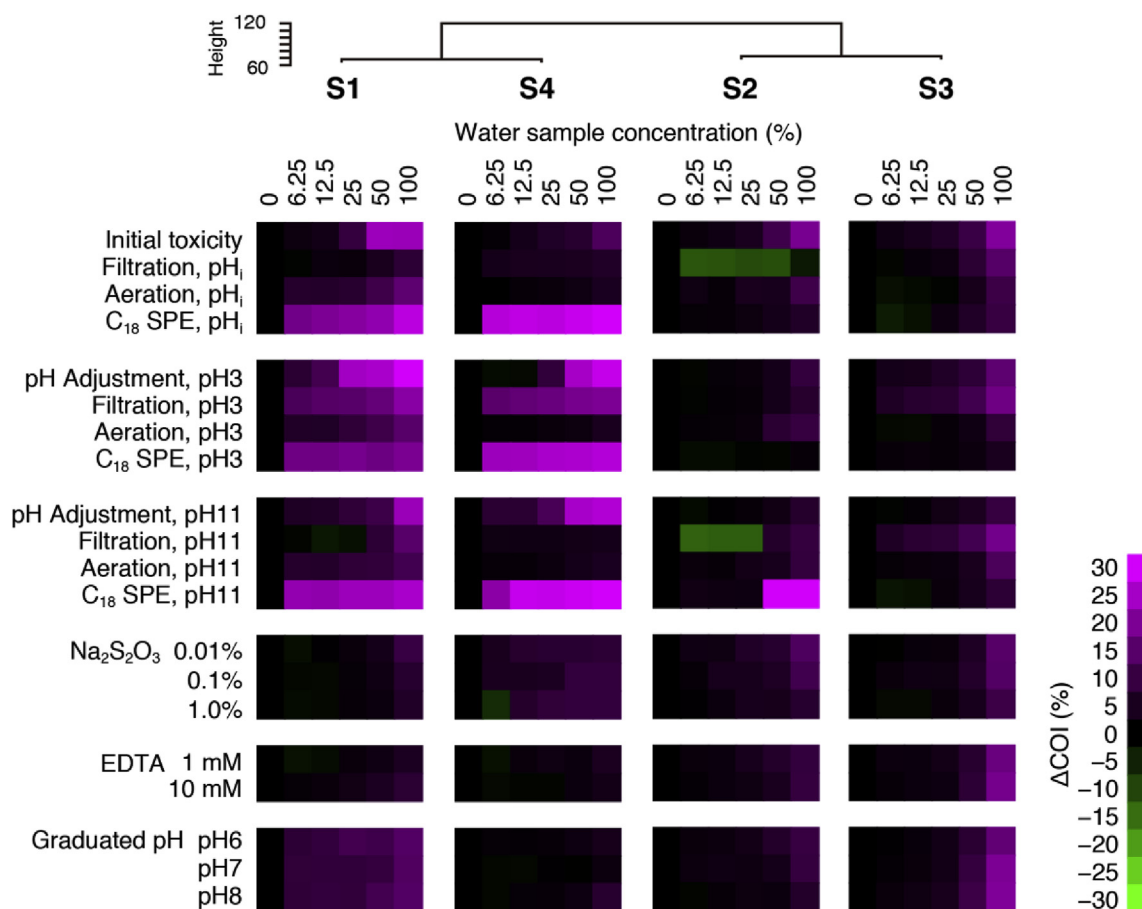 Height
120
60
S1 S4 S2 S3
Water sample concentration (%)
0 6.25 12.5 25 50 100 0 6.25 12.5 25 50 100 0 6.25 12.5 25 50 100 0 6.25 12.5 25 50 100
Initial toxicity
Filtration, pHi
Aeration, pHi
C18 SPE, pHi
pH Adjustment, pH3
Filtration, pH3
Aeration, pH3
C18 SPE, pH3
pH Adjustment, pH11
Filtration, pH11
Aeration, pH11
C18 SPE, pH11
Na2S2O3 0.01%
0.1%
1.0%
EDTA 1 mM
10 mM
Graduated pH pH6
pH7
pH8
ΔCOI (%)
30
25
20
15
10
5
0
−5
−10
−15
−20
−25
−30